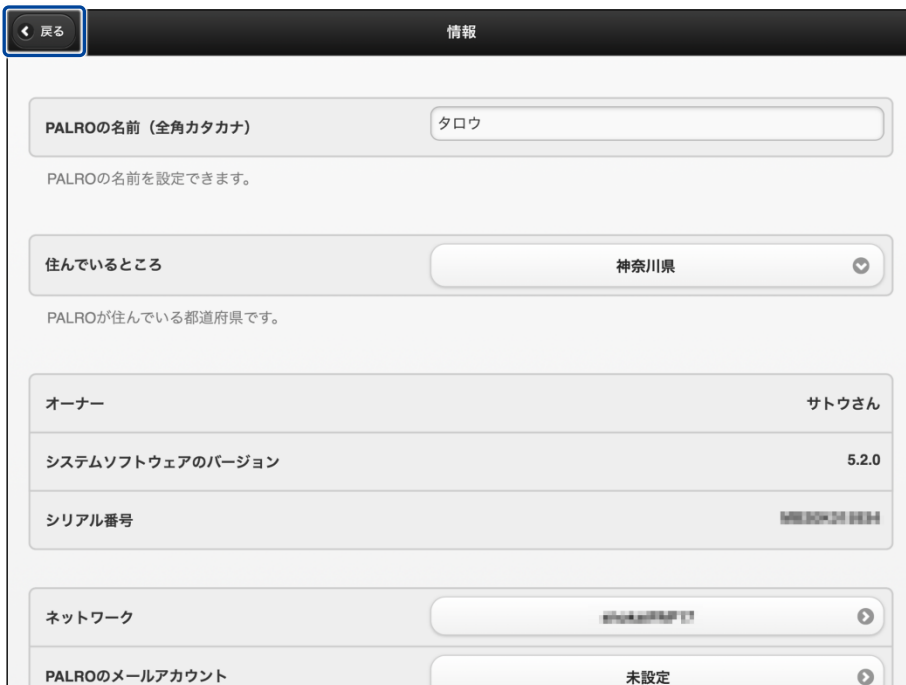 戻る
情報
PALROの名前（全角カタカナ）
タロウ
PALROの名前を設定できます。
住んでいるところ
神奈川県
PALROが住んでいる都道府県です。
オーナー
サトウさん
システムソフトウェアのバージョン
5.2.0
シリアル番号
ネットワーク
PALROのメールアカウント
未設定